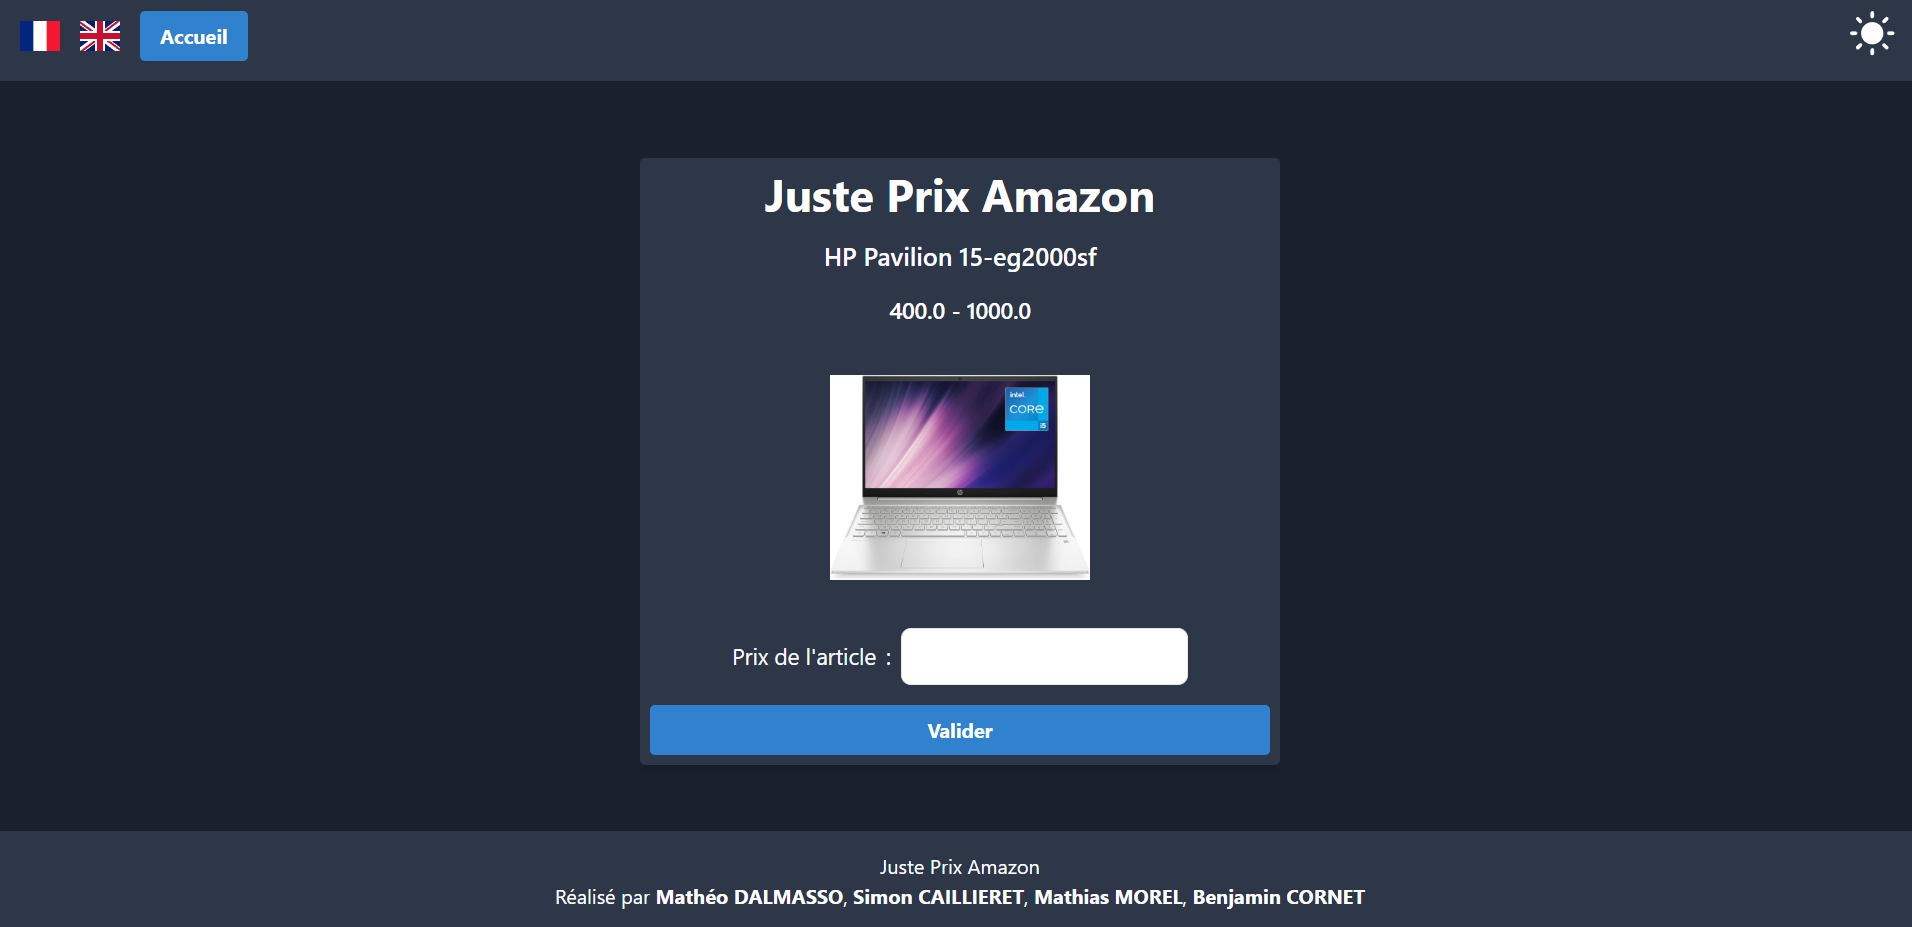 Accueil
Juste Prix Amazon
HP Pavilion 15-eg2000sf
400.0 - 1000.0
intel
CORE
i5
Prix de l'article :
Valider
Juste Prix Amazon
Réalisé par Mathéo DALMASSO, Simon CAILLIERET, Mathias MOREL, Benjamin CORNET